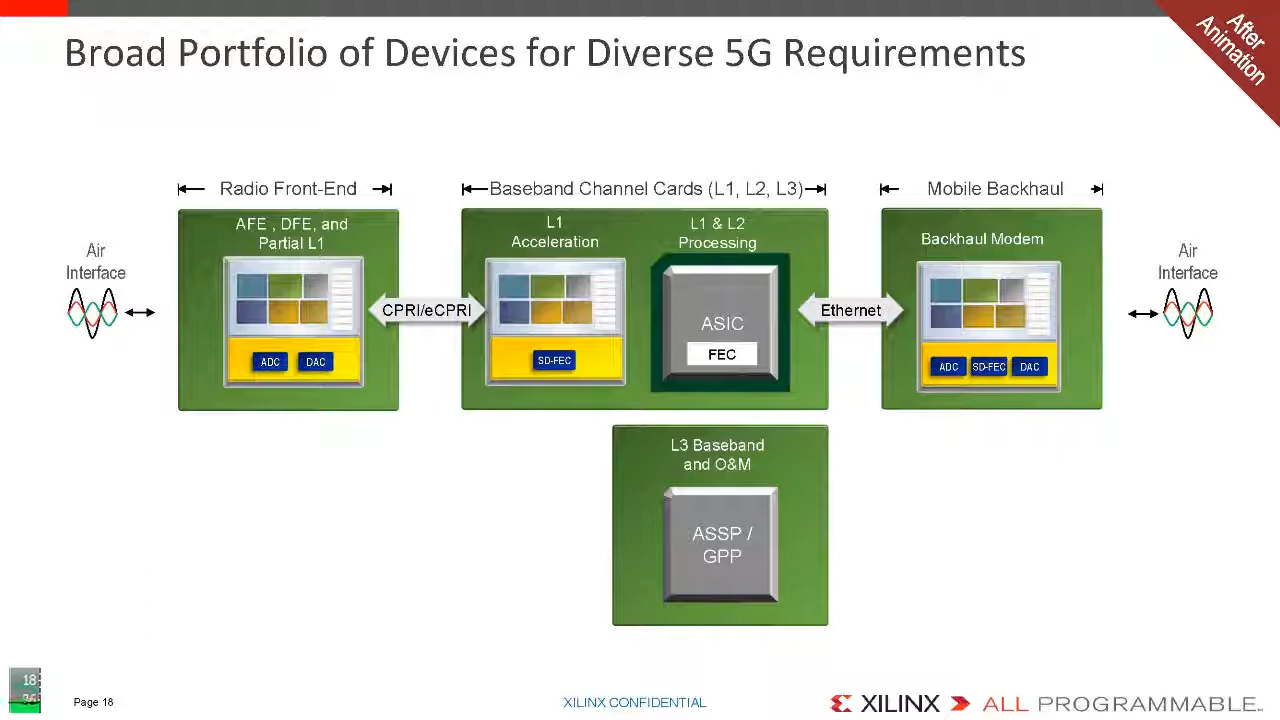 After
Animation
Broad Portfolio of Devices for Diverse 5G Requirements
Radio Front-End
Baseband Channel Cards (L1, L2, L3)
Mobile Backhaul
Air
Interface
AFE , DFE, and
Partial L1
ADC
DAC
CPRI/eCPRI
L1
Acceleration
SD-FEC
L1 & L2
Processing
ASIC
FEC
Ethernet
Backhaul Modem
ADC
SD-FEC
DAC
Air
Interface
L3 Baseband
and O&M
ASSP /
GPP
18
Page 18
XILINX CONFIDENTIAL
XILINX
ALL PROGRAMMABLE™